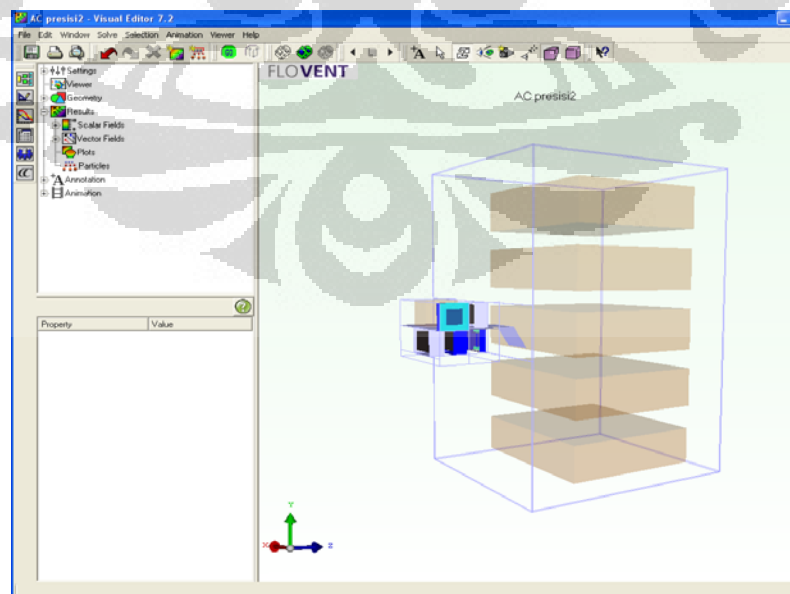 AC presisi2 - Visual Editor 7.2
File Edit Window Solve Selection Animation Viewer Help
Settings
Viewer
Geometry
Results
Scalar Fields
Vector Fields
Plots
Particles
Annotation
Animation
Property Value
FLOVENT
AC presisi2
Y
X
Z